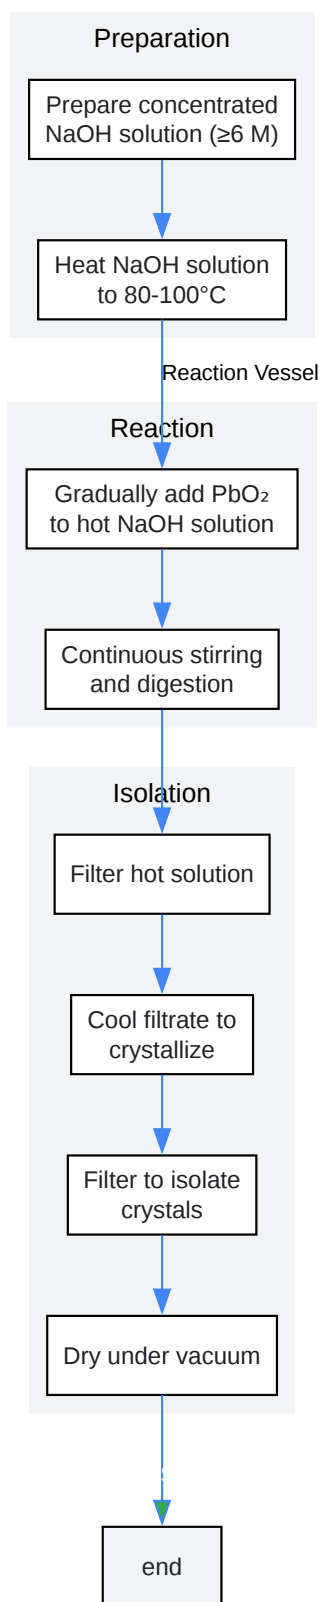 Preparation
Prepare concentrated
NaOH solution (≥6 M)
Heat NaOH solution
to 80-100°C
Reaction Vessel
Reaction
Gradually add PbO₂
to hot NaOH solution
Continuous stirring
and digestion
Isolation
Filter hot solution
Cool filtrate to
crystallize
Filter to isolate
crystals
Dry under vacuum
end